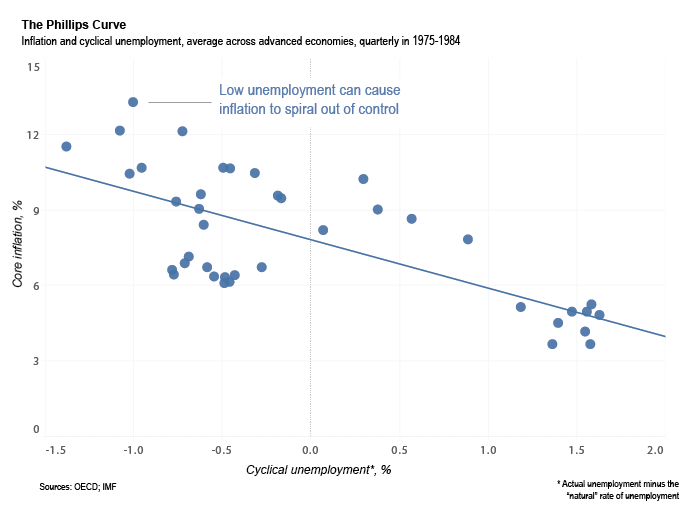 The Phillips Curve
Inflation and cyclical unemployment, average across advanced economies, quarterly in 1975-1984
15
Low unemployment can cause
inflation to spiral out of control
12
9
Core inflation, %
6
3
0
-1.5 -1.0 -0.5 0.0 0.5 1.0 1.5 2.0
Cyclical unemployment*, %
Sources: OECD; IMF
* Actual unemployment minus the
“natural” rate of unemployment